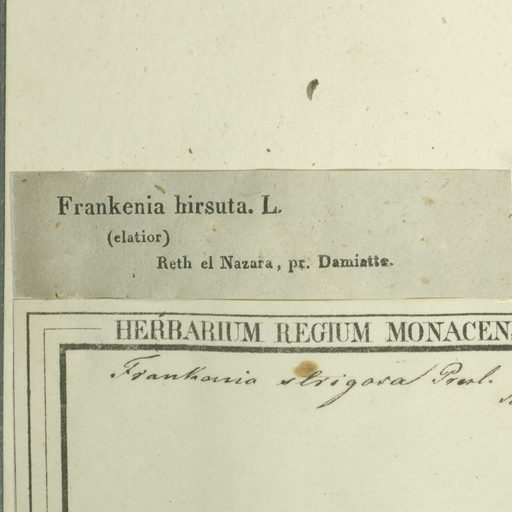 Frankenia hirsuta. L.
(elatior)
Reth el Nazara, pr. Damiatte.
HERBARIUM REGIUM MONACEN
Frankenia strigosa Presl.